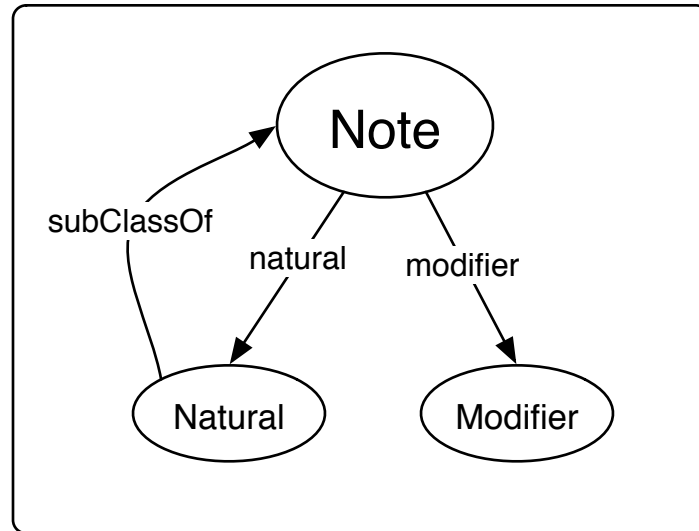 Note
subClassOf
natural
modifier
Natural
Modifier